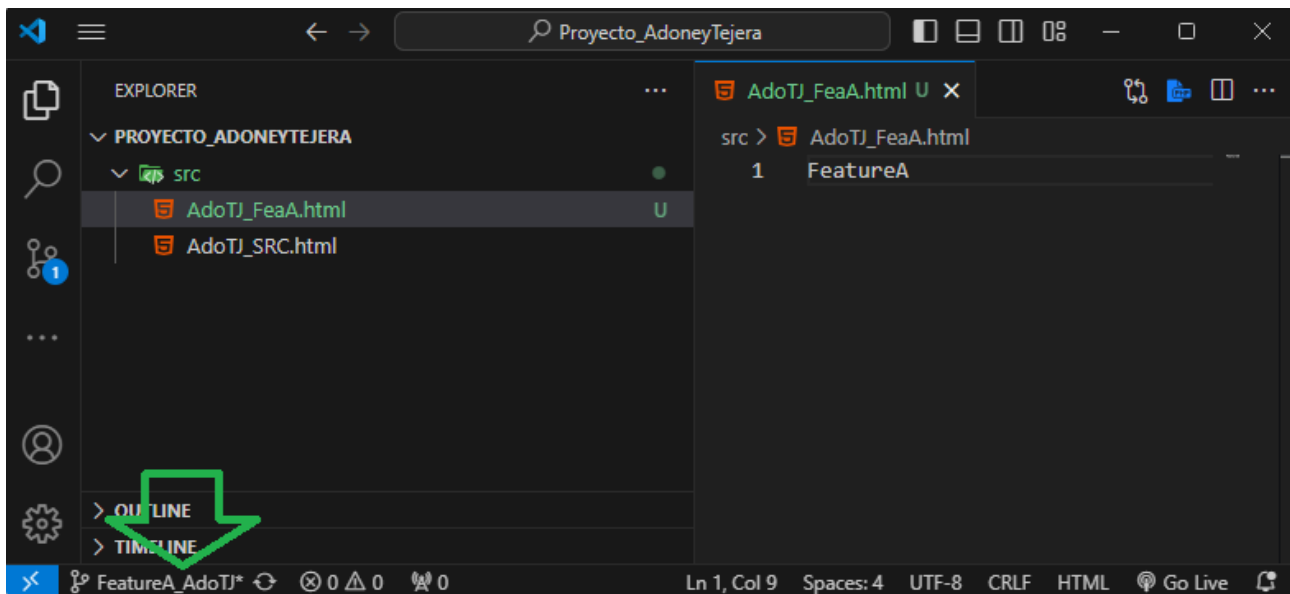 Proyecto_AdoneyTejera
EXPLORER
PROYECTO_ADONEYTEJERA
src
AdoTJ_FeaA.html U
AdoTJ_SRC.html
1
OUTLINE
TIMELINE
AdoTJ_FeaA.html U
src > AdoTJ_FeaA.html
1 FeatureA
FeatureA_AdoTJ* 0 0 0 Ln 1, Col 9 Spaces: 4 UTF-8 CRLF HTML Go Live